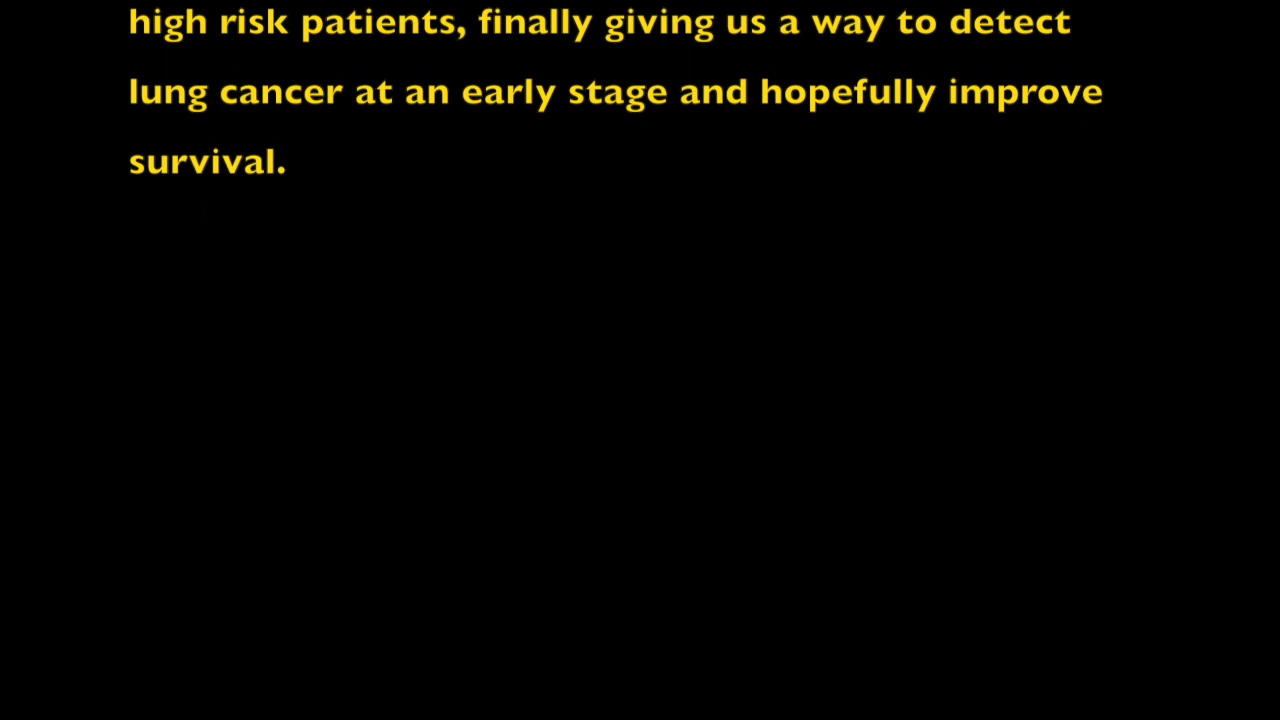 high risk patients, finally giving us a way to detect
lung cancer at an early stage and hopefully improve
survival.